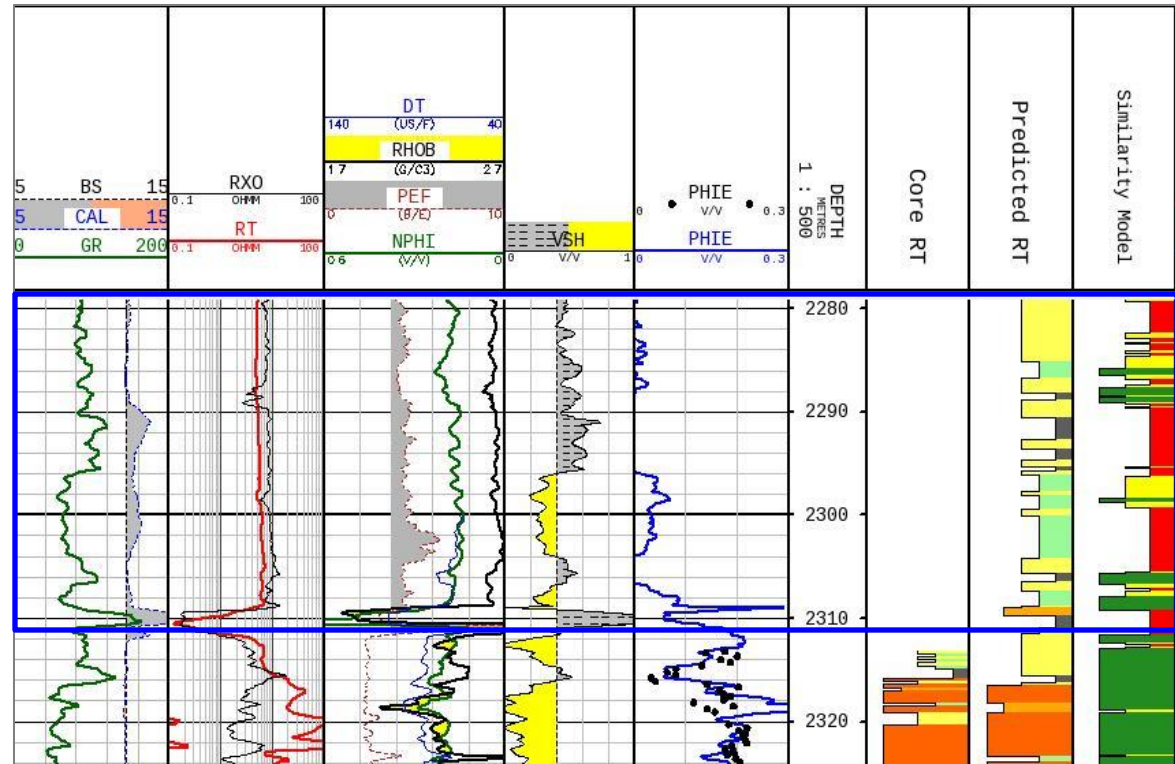 5 BS 15
5 CAL 15
0 GR 200
RXO
0.1 OHMM 100
RT
0.1 OHMM 100
DT
140 (US/F) 40
RHOB
1 7 (G/C3) 2 7
PEF
0 (B/E) 10
NPHI
0 6 (V/V) 0
VSH
0 V/V 1
PHIE
0 V/V 0.3
PHIE
0 V/V 0.3
DEPTH
METRES
1 : 500
Core RT
Predicted RT
Similarity Model
2280
2290
2300
2310
2320